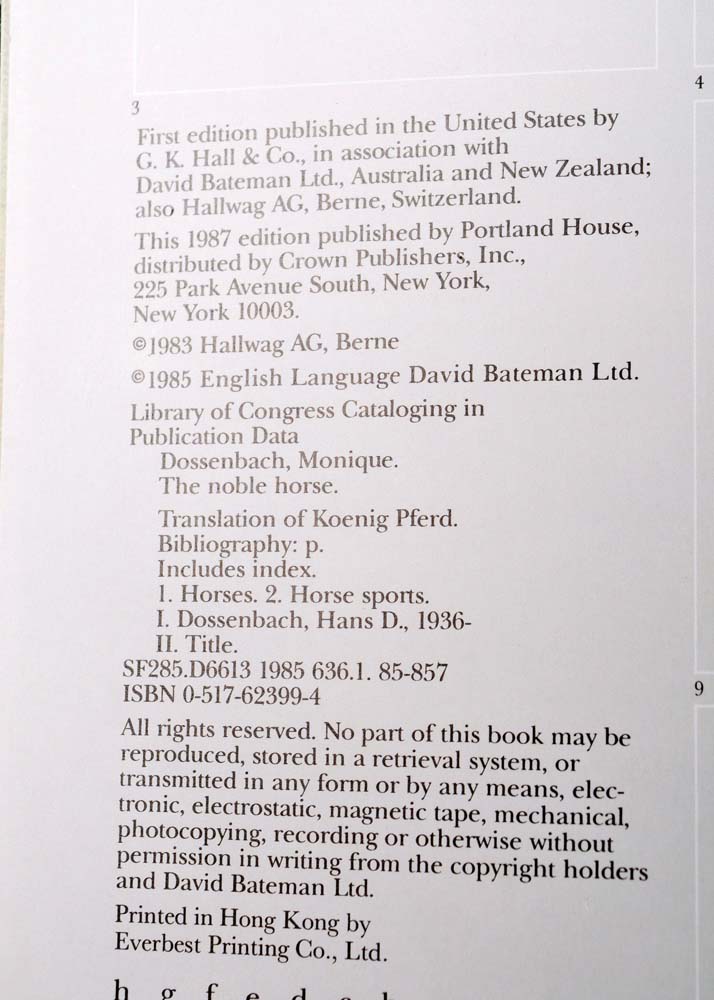 3
4
First edition published in the United States by
G. K. Hall & Co., in association with
David Bateman Ltd., Australia and New Zealand;
also Hallwag AG, Berne, Switzerland.
This 1987 edition published by Portland House,
distributed by Crown Publishers, Inc.,
225 Park Avenue South, New York,
New York 10003.
©1983 Hallwag AG, Berne
©1985 English Language David Bateman Ltd.
Library of Congress Cataloging in
Publication Data
Dossenbach, Monique.
The noble horse.
Translation of Koenig Pferd.
Bibliography: p.
Includes index.
1. Horses. 2. Horse sports.
I. Dossenbach, Hans D., 1936-
II. Title.
SF285.D6613 1985 636.1. 85-857
ISBN 0-517-62399-4
9
All rights reserved. No part of this book may be
reproduced, stored in a retrieval system, or
transmitted in any form or by any means, elec-
tronic, electrostatic, magnetic tape, mechanical,
photocopying, recording or otherwise without
permission in writing from the copyright holders
and David Bateman Ltd.
Printed in Hong Kong by
Everbest Printing Co., Ltd.
h g f e d c b